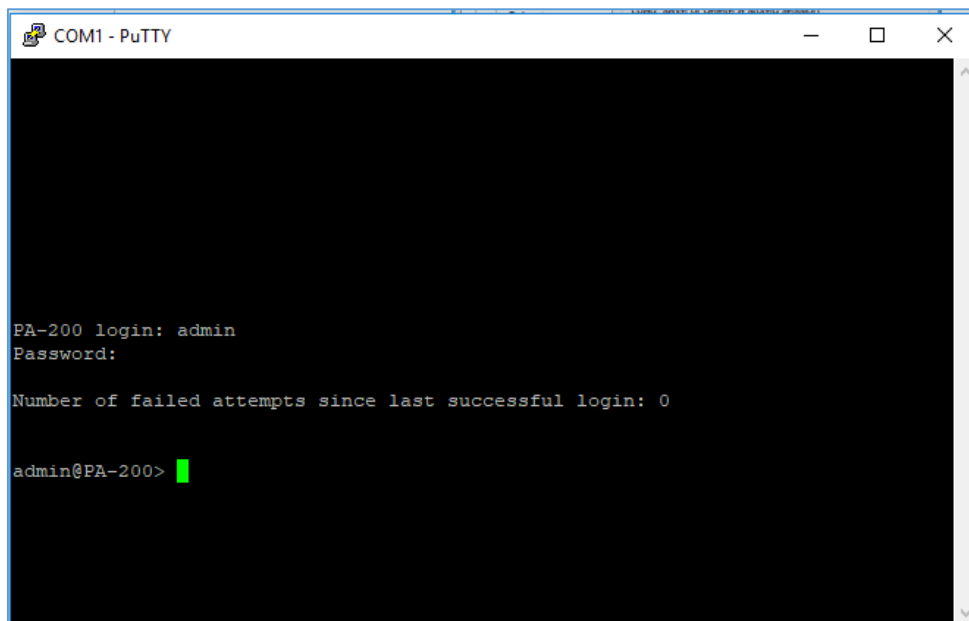 COM1 - PuTTY
PA-200 login: admin
Password:
Number of failed attempts since last successful login: 0
admin@PA-200>